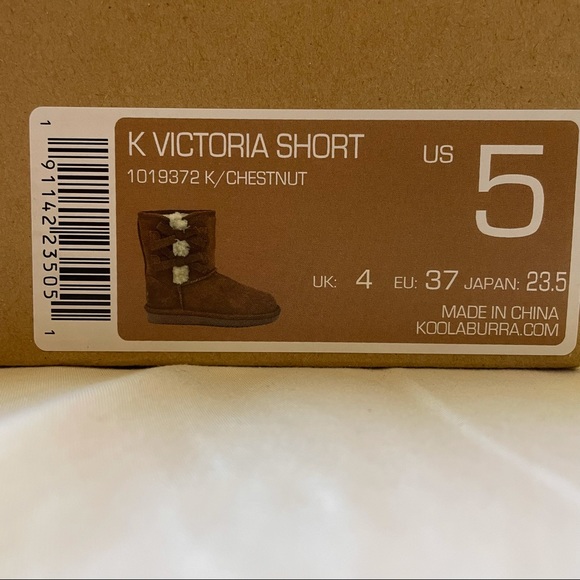 K VICTORIA SHORT
1019372 K/CHESTNUT
US 5
UK: 4 EU: 37 JAPAN: 23.5
MADE IN CHINA
KOOLABURRA.COM
1 91142 23505 1